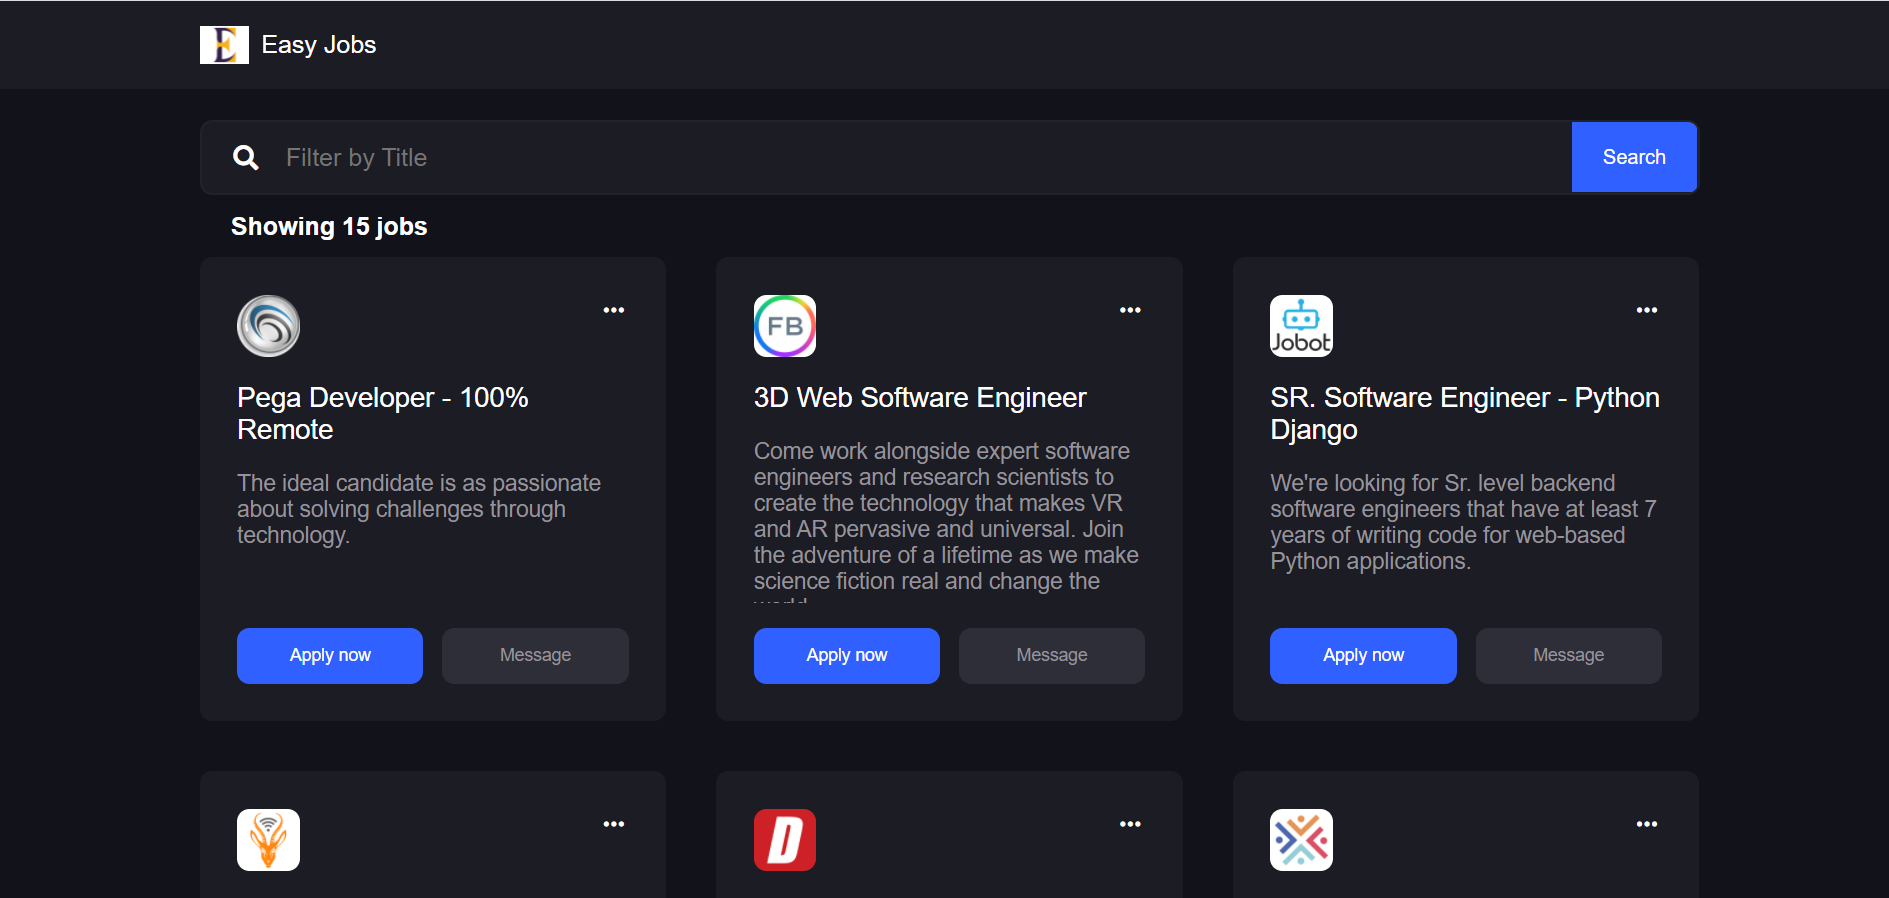 E Easy Jobs
Filter by Title
Search
Showing 15 jobs
Pega Developer - 100%
Remote
The ideal candidate is as passionate
about solving challenges through
technology.
Apply now
Message
FB
3D Web Software Engineer
Come work alongside expert software
engineers and research scientists to
create the technology that makes VR
and AR pervasive and universal. Join
the adventure of a lifetime as we make
science fiction real and change the
Apply now
Message
Jobot
SR. Software Engineer - Python
Django
We're looking for Sr. level backend
software engineers that have at least 7
years of writing code for web-based
Python applications.
Apply now
Message
D